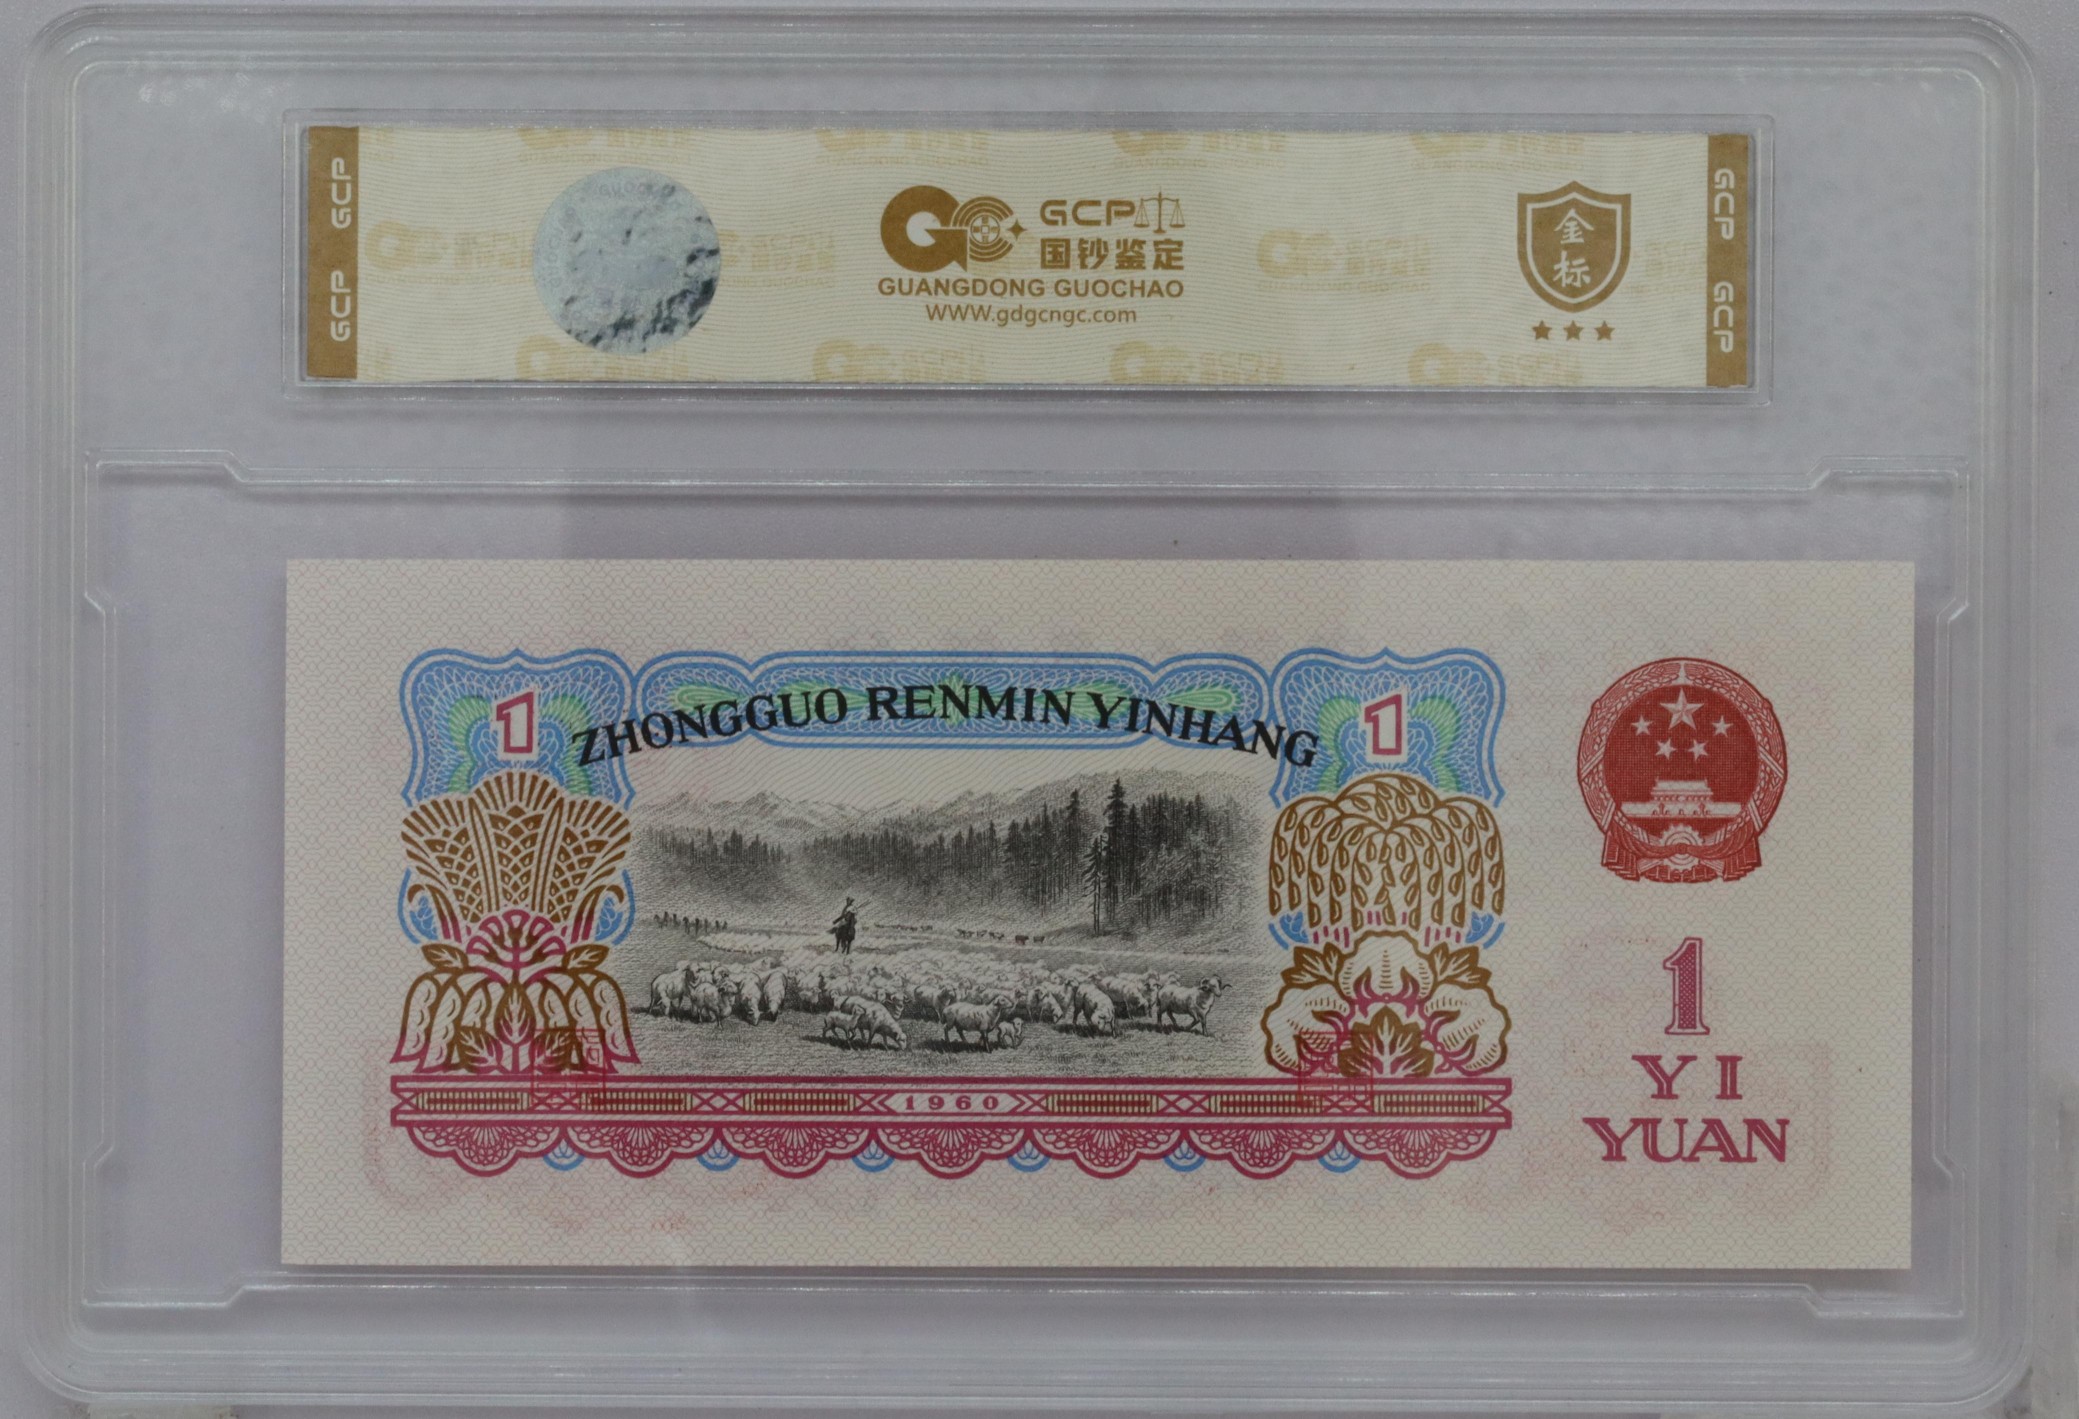 GCP
GCP
GCP
国钞鉴定
GUANGDONG GUOCHAO
WWW.gdgcngc.com
金
标
GCP
GCP
1
ZHONGGUO RENMIN YINHANG
1
1960
1
YI
YUAN